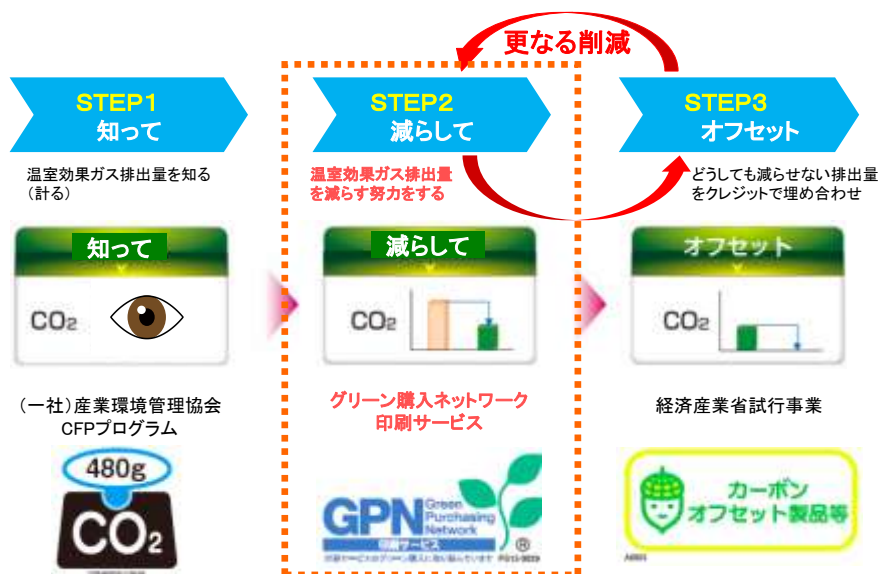 更なる削減
STEP1
知って
温室効果ガス排出量を知る
(計る)
知って
CO2
(一社)産業環境管理協会
CFPプログラム
480g
CO2
STEP2
減らして
温室効果ガス排出量
を減らす努力をする
減らして
CO2
グリーン購入ネットワーク
印刷サービス
GPN
Green
Purchasing
Network
印刷サービス
®
STEP3
オフセット
どうしても減らせない排出量
をクレジットで埋め合わせ
オフセット
CO2
経済産業省試行事業
カーボン
オフセット製品等